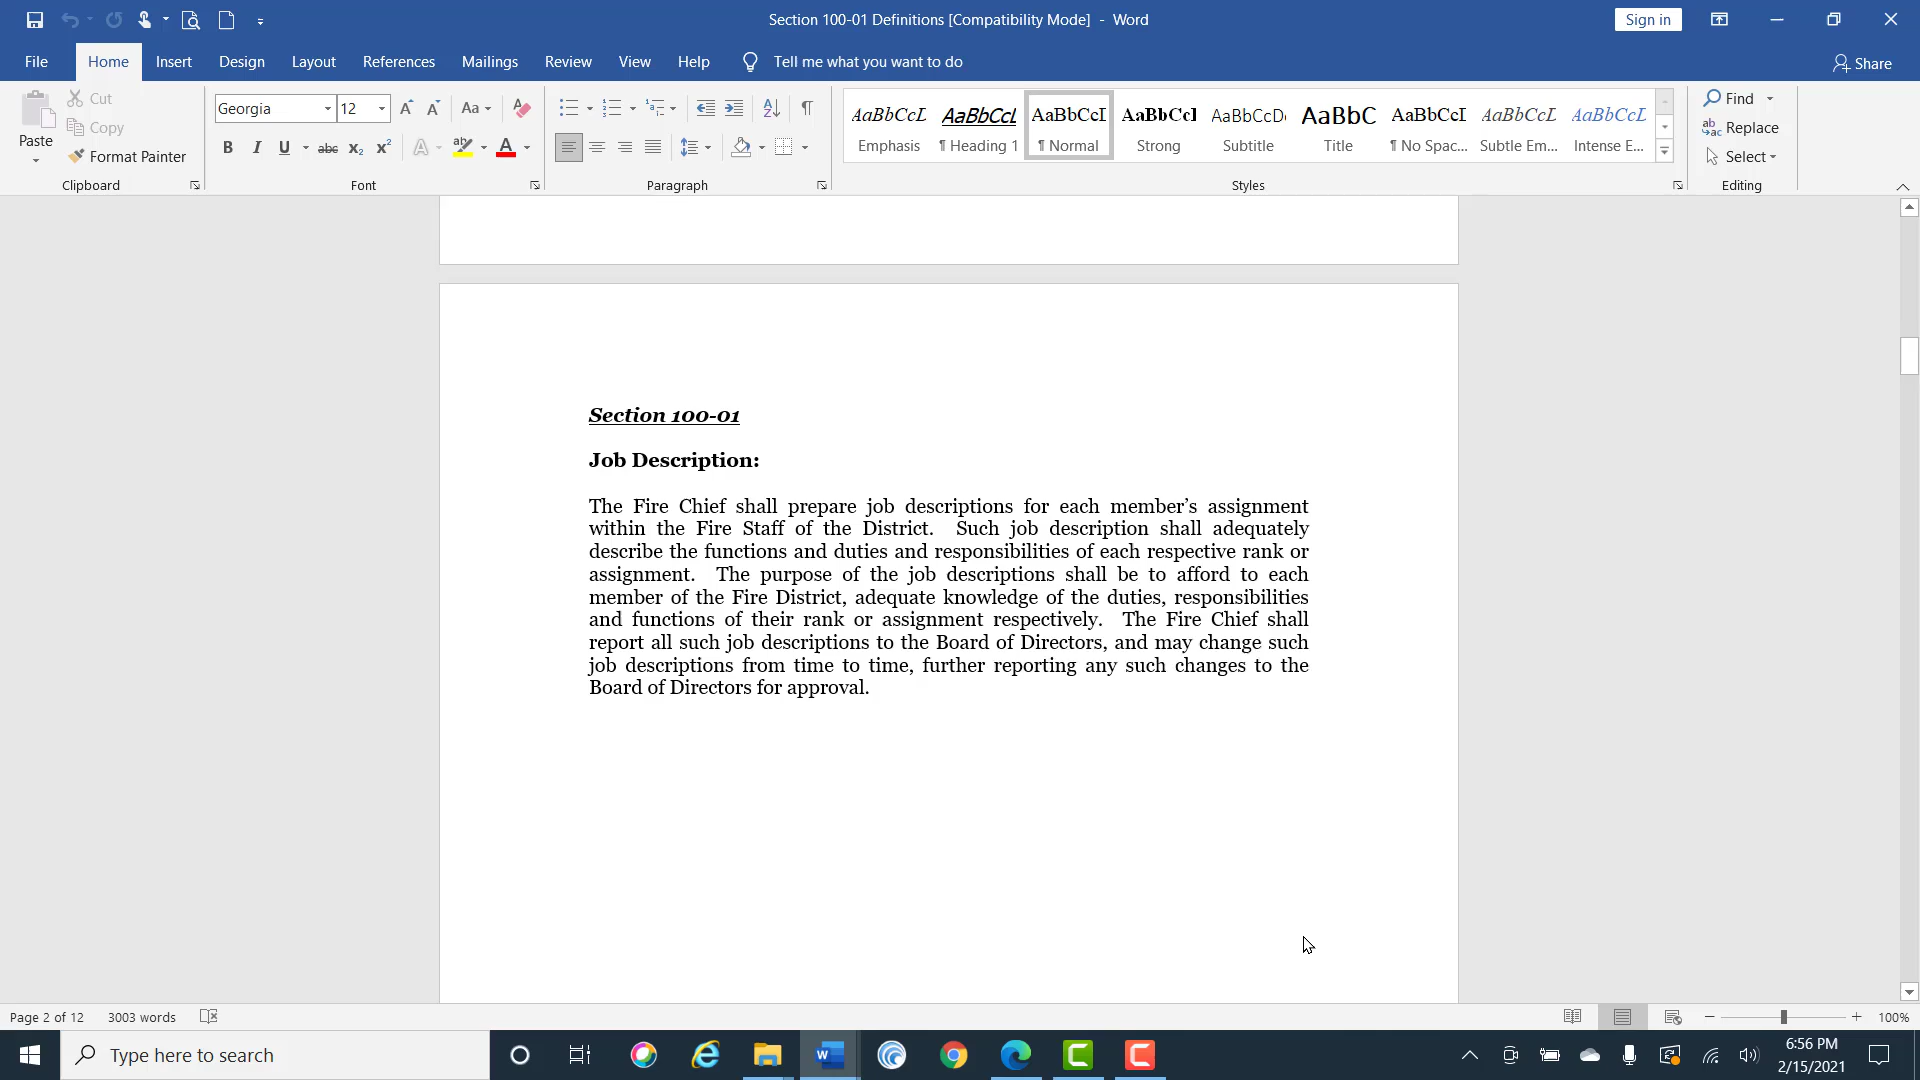 Section 100-01 Definitions [Compatibility Mode] - Word
Sign in
File Home Insert Design Layout References Mailings Review View Help Tell me what you want to do
Share
Paste
Cut
Copy
Format Painter
Clipboard
Georgia 12
Font
Paragraph
AaBbCcL AaBbCcL AaBbCcI AaBbCcI AaBbCcD AaBbC AaBbCcI AaBbCcL AaBbCcL
Emphasis ¶ Heading 1 ¶ Normal Strong Subtitle Title ¶ No Spac... Subtle Em... Intense E...
Styles
Find
Replace
Select
Editing
Section 100-01
Job Description:
The Fire Chief shall prepare job descriptions for each member’s assignment
within the Fire Staff of the District.  Such job description shall adequately
describe the functions and duties and responsibilities of each respective rank or
assignment.  The purpose of the job descriptions shall be to afford to each
member of the Fire District, adequate knowledge of the duties, responsibilities
and functions of their rank or assignment respectively.  The Fire Chief shall
report all such job descriptions to the Board of Directors, and may change such
job descriptions from time to time, further reporting any such changes to the
Board of Directors for approval.
Page 2 of 12 3003 words
100%
Type here to search
6:56 PM
2/15/2021